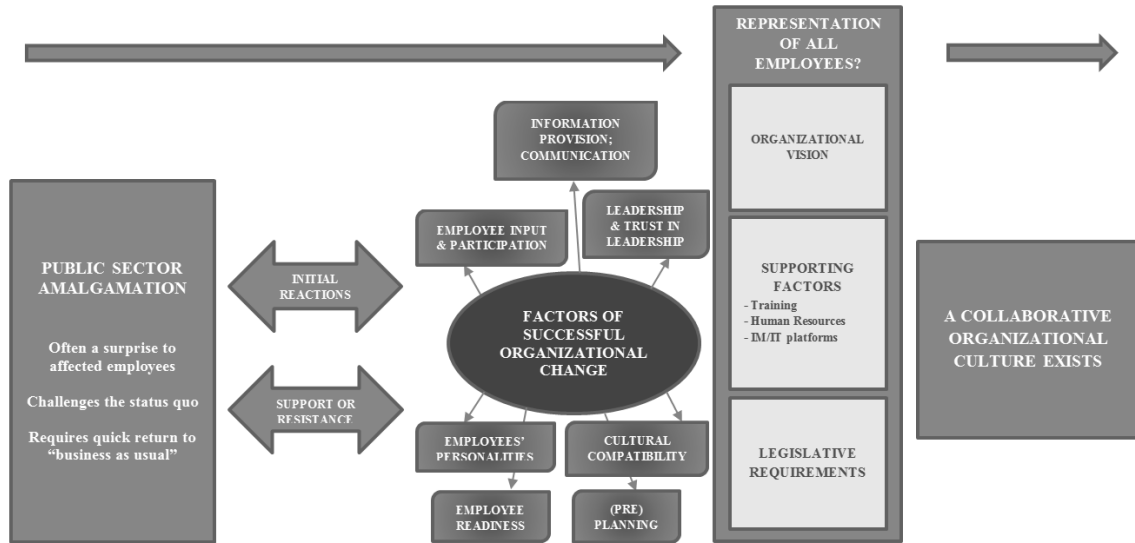 PUBLIC SECTOR
AMALGAMATION
Often a surprise to
affected employees
Challenges the status quo
Requires quick return to
“business as usual”
INITIAL
REACTIONS
SUPPORT OR
RESISTANCE
INFORMATION
PROVISION;
COMMUNICATION
EMPLOYEE INPUT
& PARTICIPATION
LEADERSHIP
& TRUST IN
LEADERSHIP
FACTORS OF
SUCCESSFUL
ORGANIZATIONAL
CHANGE
EMPLOYEES’
PERSONALITIES
CULTURAL
COMPATIBILITY
EMPLOYEE
READINESS
(PRE)
PLANNING
REPRESENTATION
OF ALL
EMPLOYEES?
ORGANIZATIONAL
VISION
SUPPORTING
FACTORS
- Training
- Human Resources
- IM/IT platforms
LEGISLATIVE
REQUIREMENTS
A COLLABORATIVE
ORGANIZATIONAL
CULTURE EXISTS